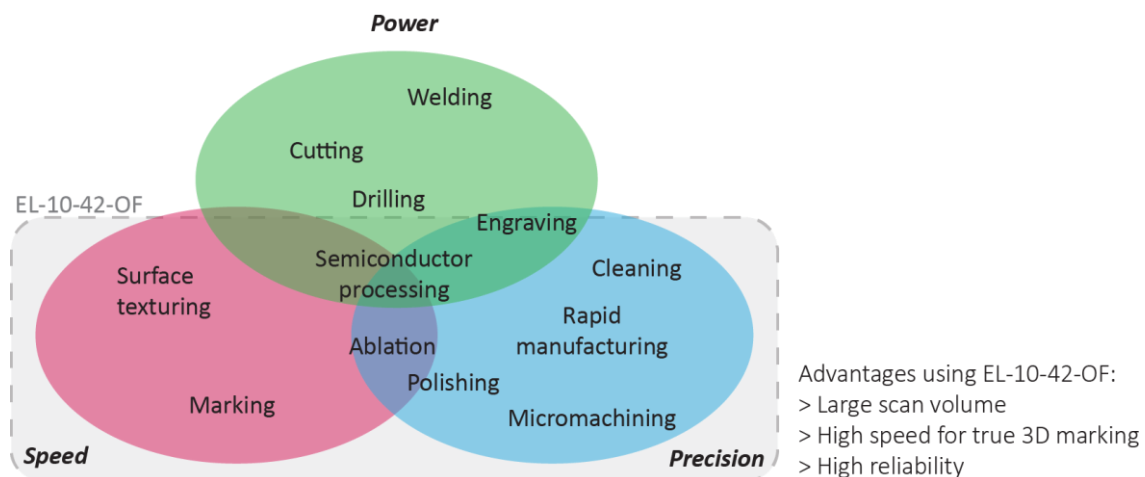 Power
Welding
Cutting
Drilling
EL-10-42-OF
Engraving
Semiconductor
processing
Cleaning
Surface
texturing
Rapid
manufacturing
Ablation
Polishing
Marking
Micromachining
Speed
Precision
Advantages using EL-10-42-OF:
> Large scan volume
> High speed for true 3D marking
> High reliability